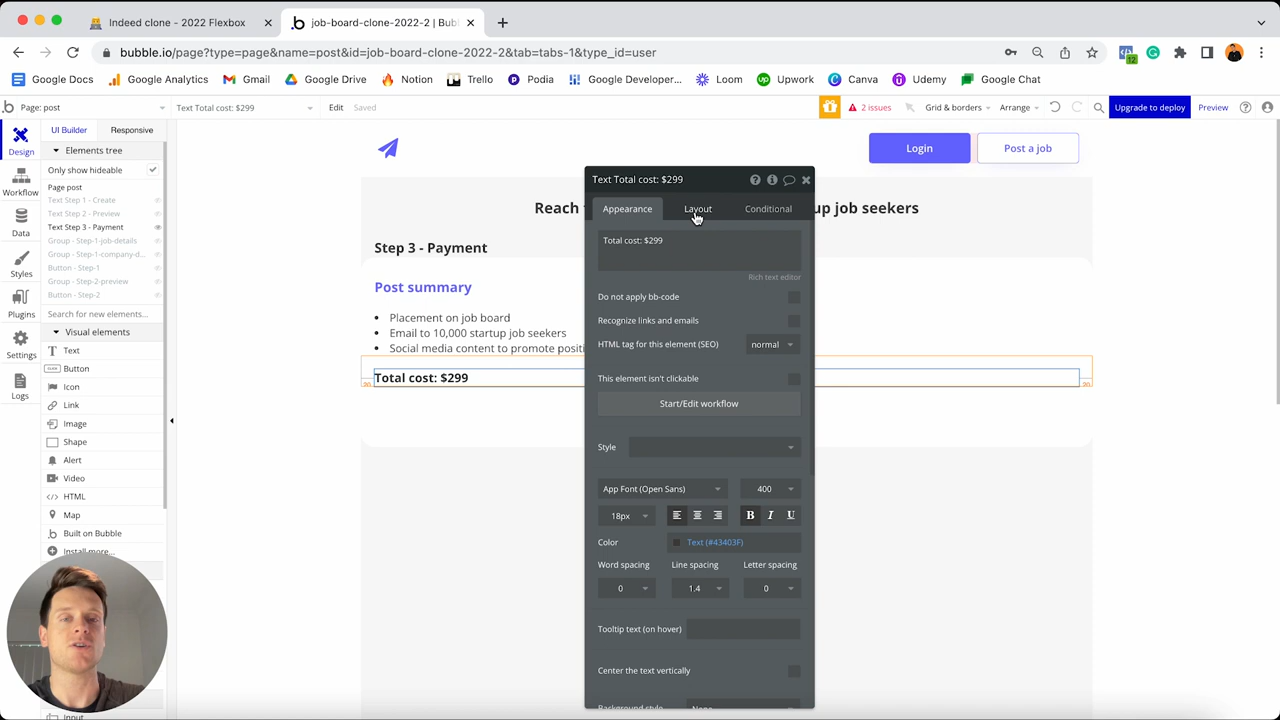 Indeed clone - 2022 Flexbox
job-board-clone-2022-2 | Bubl
bubble.io/page?type=page&name=post&id=job-board-clone-2022-2&tab=tabs-1&type_id=user
12
Google Docs
Google Analytics
Gmail
Google Drive
Notion
Trello
Podia
Google Developer...
Loom
Upwork
Canva
Udemy
Google Chat
Page: post
Text Total cost: $299
Edit
Saved
2 issues
Grid & borders
Arrange
Upgrade to deploy
Preview
Design
Workflow
Data
Styles
Plugins
Settings
Logs
UI Builder
Responsive
Elements tree
Only show hideable
Page post
Text Step 1 - Create
Text Step 2 - Preview
Text Step 3 - Payment
Group - Step-1-job-details
Group - Step-1-company-d...
Button - Step-1
Group - Step-2-preview
Button - Step-2
Search for new elements...
Visual elements
Text
Button
Icon
Link
Image
Shape
Alert
Video
HTML
Map
Built on Bubble
Install more...
Input
Login
Post a job
Reach
up job seekers
Step 3 - Payment
Post summary
• Placement on job board
• Email to 10,000 startup job seekers
• Social media content to promote positi
Total cost: $299
20
20
Text Total cost: $299
Appearance
Layout
Conditional
Total cost: $299
Rich text editor
Do not apply bb-code
Recognize links and emails
HTML tag for this element (SEO)
normal
This element isn't clickable
Start/Edit workflow
Style
App Font (Open Sans)
400
18px
B I U
Color
Text (#43403F)
Word spacing
Line spacing
Letter spacing
0
1.4
0
Tooltip text (on hover)
Center the text vertically
Background style
None